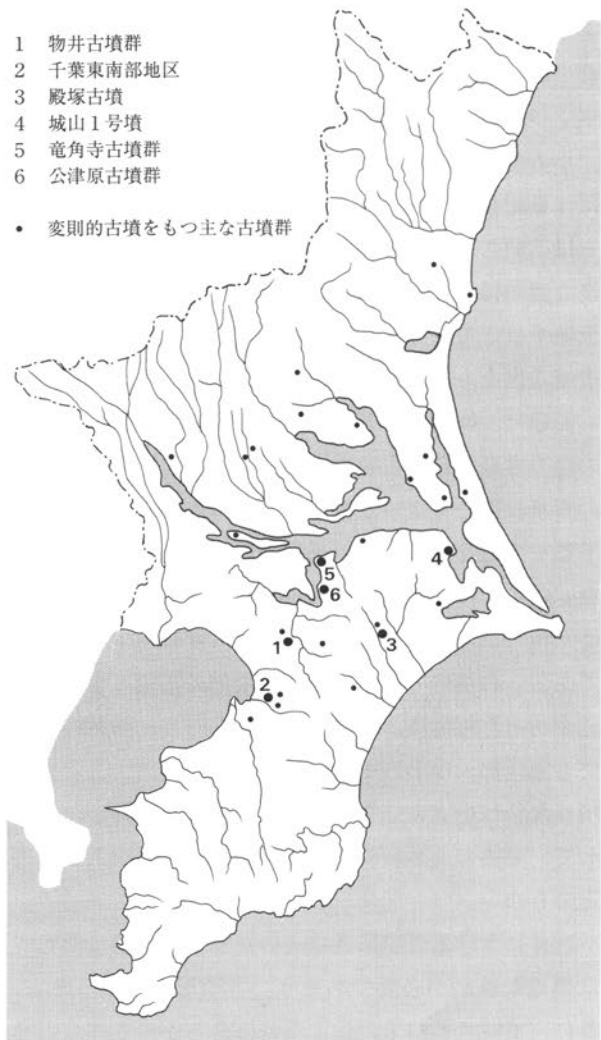 1 物井古墳群
2 千葉東南部地区
3 殿塚古墳
4 城山1号墳
5 竜角寺古墳群
6 公津原古墳群
• 変則的古墳をもつ主な古墳群
4
5
6
1
3
2